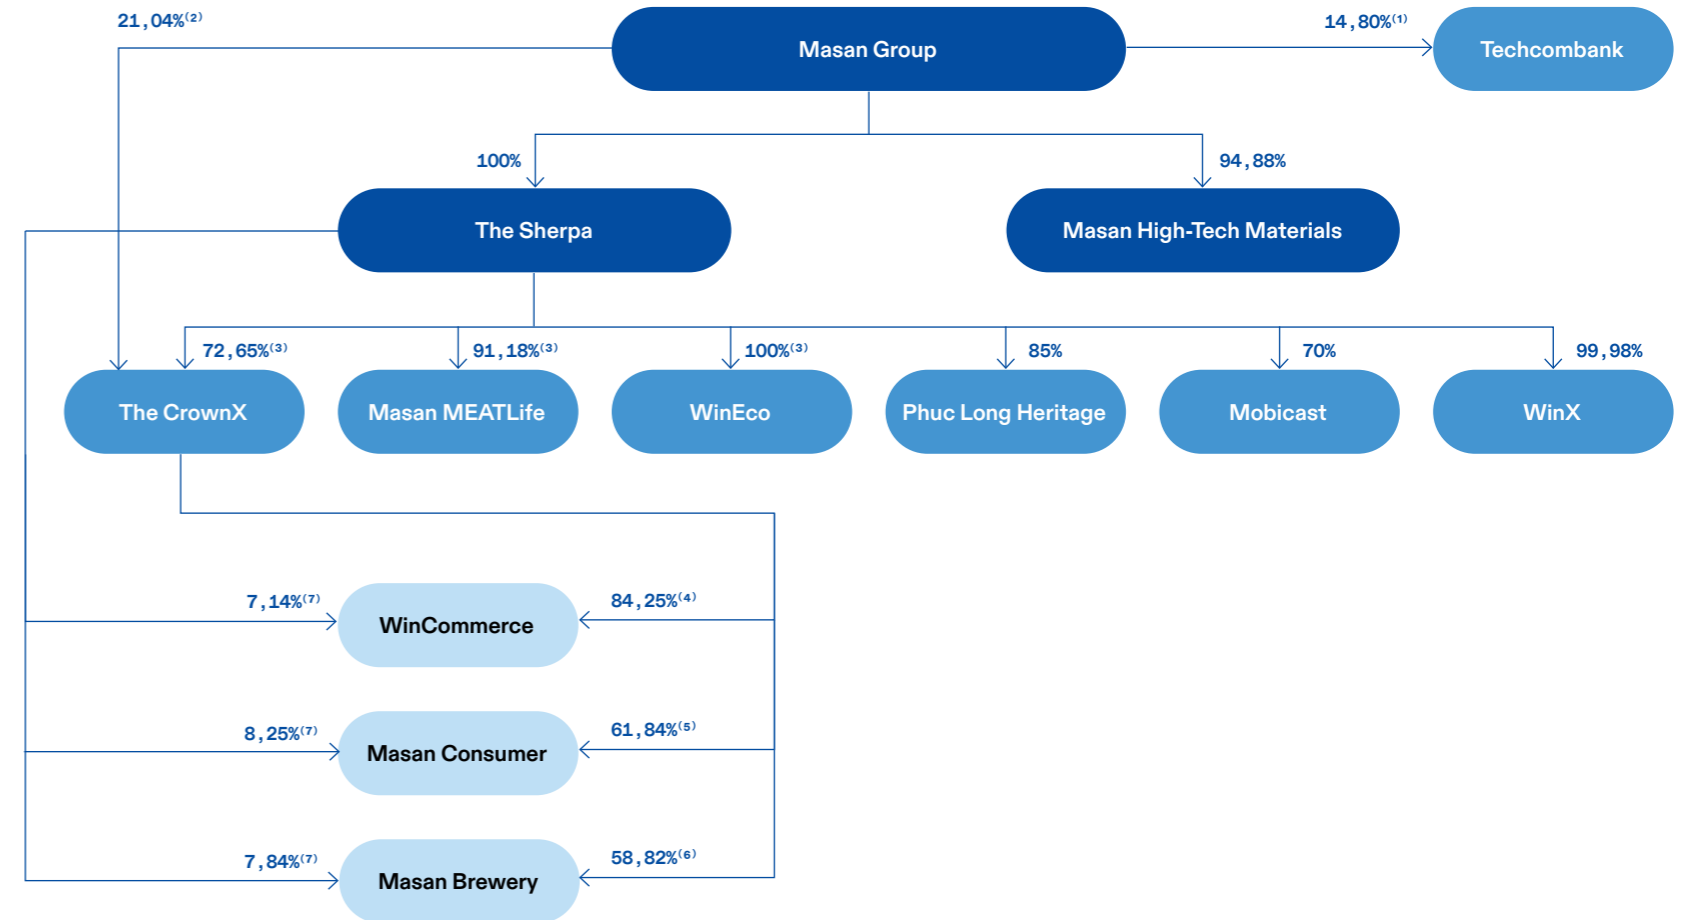 21,04%(2)
Masan Group
14,80%(1)
Techcombank
100%
94,88%
The Sherpa
Masan High-Tech Materials
72,65%(3)
91,18%(3)
100%(3)
85%
70%
99,98%
The CrownX
Masan MEATLife
WinEco
Phuc Long Heritage
Mobicast
WinX
7,14%(7)
84,25%(4)
WinCommerce
8,25%(7)
61,84%(5)
Masan Consumer
7,84%(7)
58,82%(6)
Masan Brewery